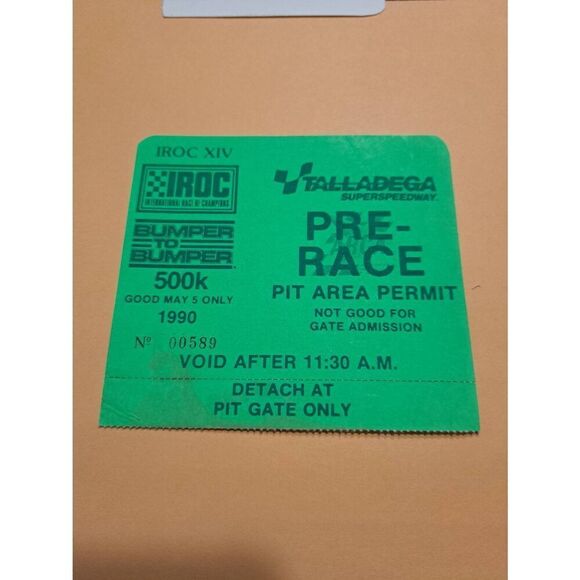 IROC XIV
IROC
INTERNATIONAL RACE OF CHAMPIONS
BUMPER
TO
BUMPER
500k
GOOD MAY 5 ONLY
1990
Nº 00589
TALLADEGA
SUPERSPEEDWAY
PRE-
RACE
PIT AREA PERMIT
NOT GOOD FOR
GATE ADMISSION
VOID AFTER 11:30 A.M.
DETACH AT
PIT GATE ONLY